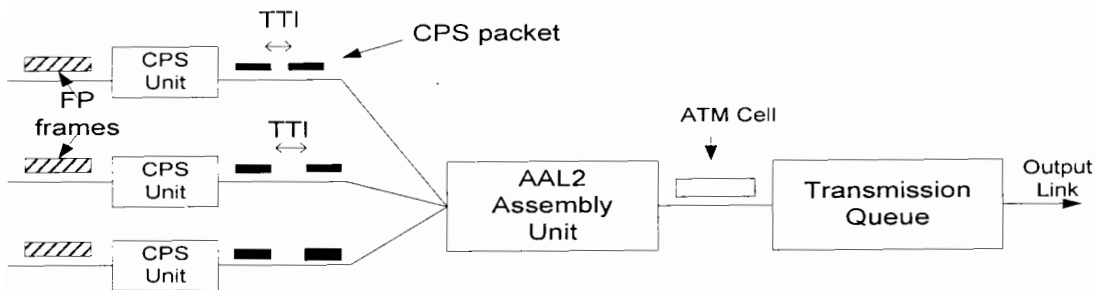 TTI
CPS packet
CPS
Unit
FP
frames
TTI
CPS
Unit
ATM Cell
AAL2
Assembly
Unit
Transmission
Queue
Output
Link
CPS
Unit